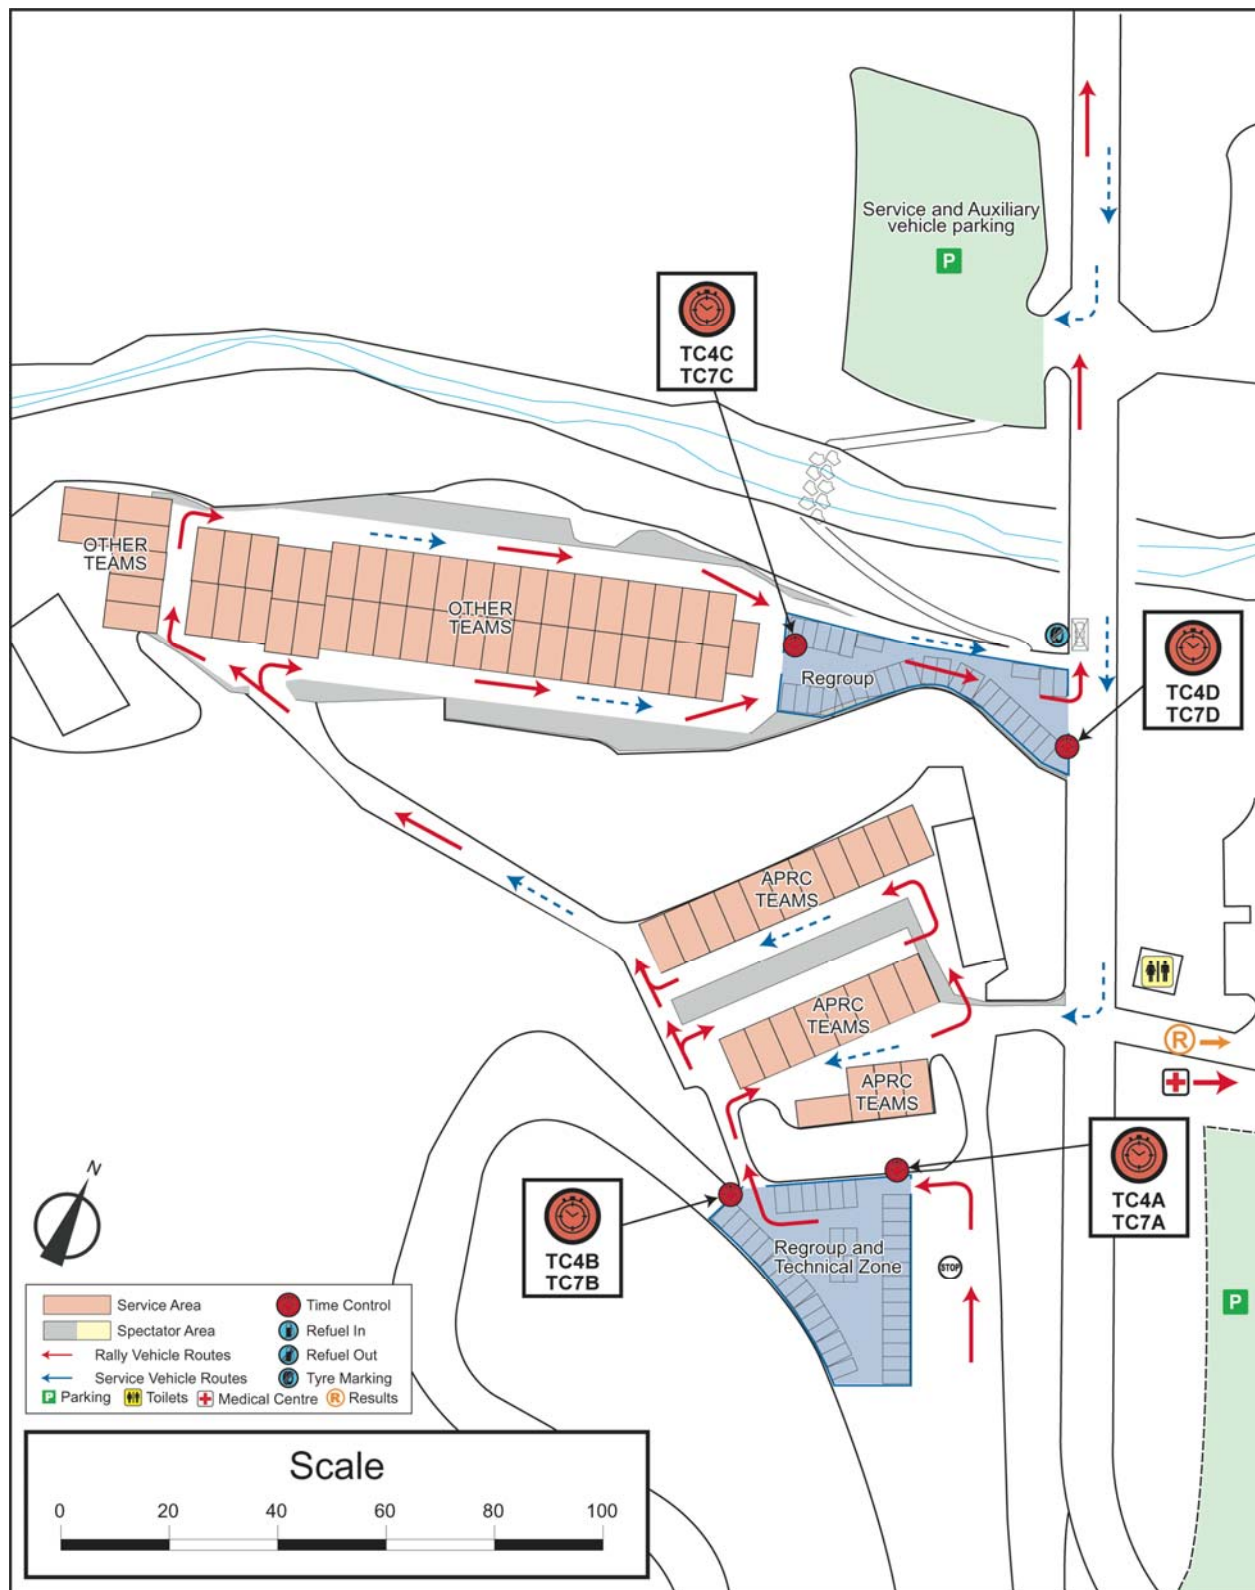 Service and Auxiliary
vehicle parking
P
TC4C
TC7C
OTHER
TEAMS
OTHER
TEAMS
Regroup
TC4D
TC7D
APRC
TEAMS
APRC
TEAMS
APRC
TEAMS
R
TC4A
TC7A
N
TC4B
TC7B
Regroup and
Technical Zone
STOP
P
Service Area
Time Control
Spectator Area
Refuel In
Rally Vehicle Routes
Refuel Out
Service Vehicle Routes
Tyre Marking
P Parking
Toilets
Medical Centre
R Results
Scale
0 20 40 60 80 100